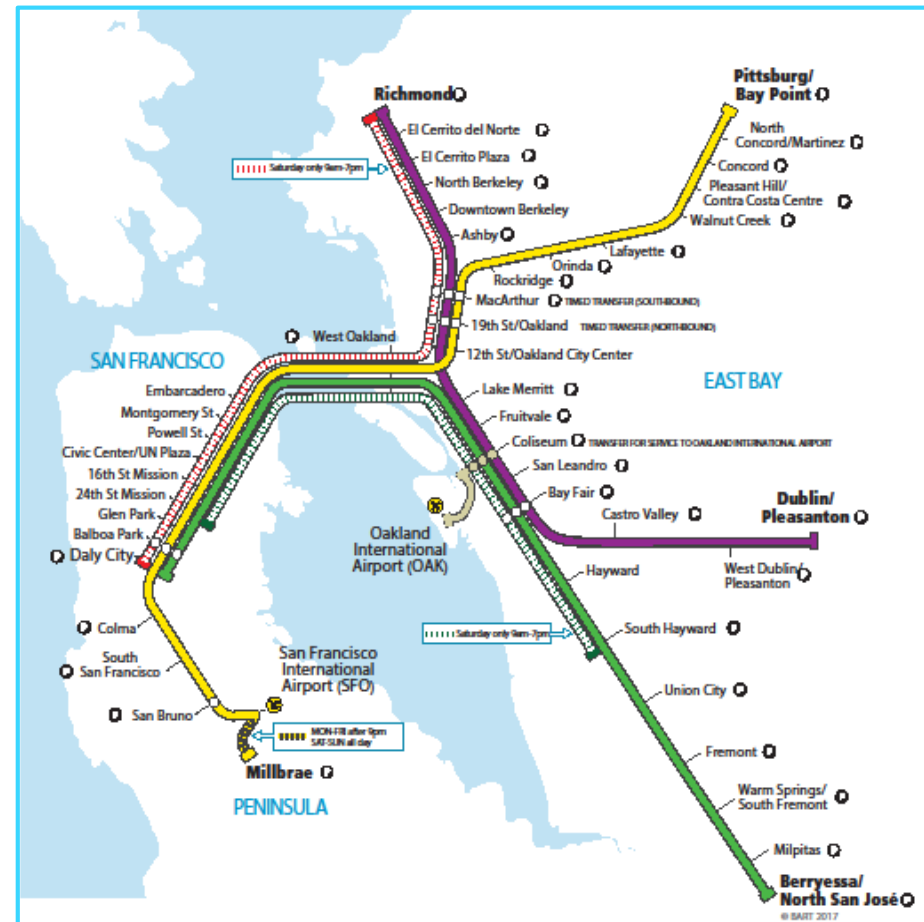 Richmond
Pittsburg/
Bay Point
El Cerrito del Norte
El Cerrito Plaza
Saturday only 9am-7pm
North Berkeley
Downtown Berkeley
Ashby
North
Concord/Martinez
Concord
Pleasant Hill/
Contra Costa Centre
Walnut Creek
Lafayette
Orinda
Rockridge
MacArthur
TIMED TRANSFER (SOUTHBOUND)
19th St/Oakland
TIMED TRANSFER (NORTHBOUND)
West Oakland
12th St/Oakland City Center
SAN FRANCISCO
EAST BAY
Embarcadero
Montgomery St
Powell St
Civic Center/UN Plaza
16th St Mission
24th St Mission
Glen Park
Balboa Park
Daly City
Lake Merritt
Fruitvale
Coliseum
TRANSFER FOR SERVICE TO OAKLAND INTERNATIONAL AIRPORT
San Leandro
Bay Fair
Castro Valley
Dublin/
Pleasanton
West Dublin/
Pleasanton
Oakland
International
Airport (OAK)
Hayward
Saturday only 9am-7pm
South Hayward
Colma
South
San Francisco
San Bruno
San Francisco
International
Airport (SFO)
MON-FRI after 9pm
SAT-SUN all day
Millbrae
PENINSULA
Union City
Fremont
Warm Springs/
South Fremont
Milpitas
Berryessa/
North San José
© BART 2017